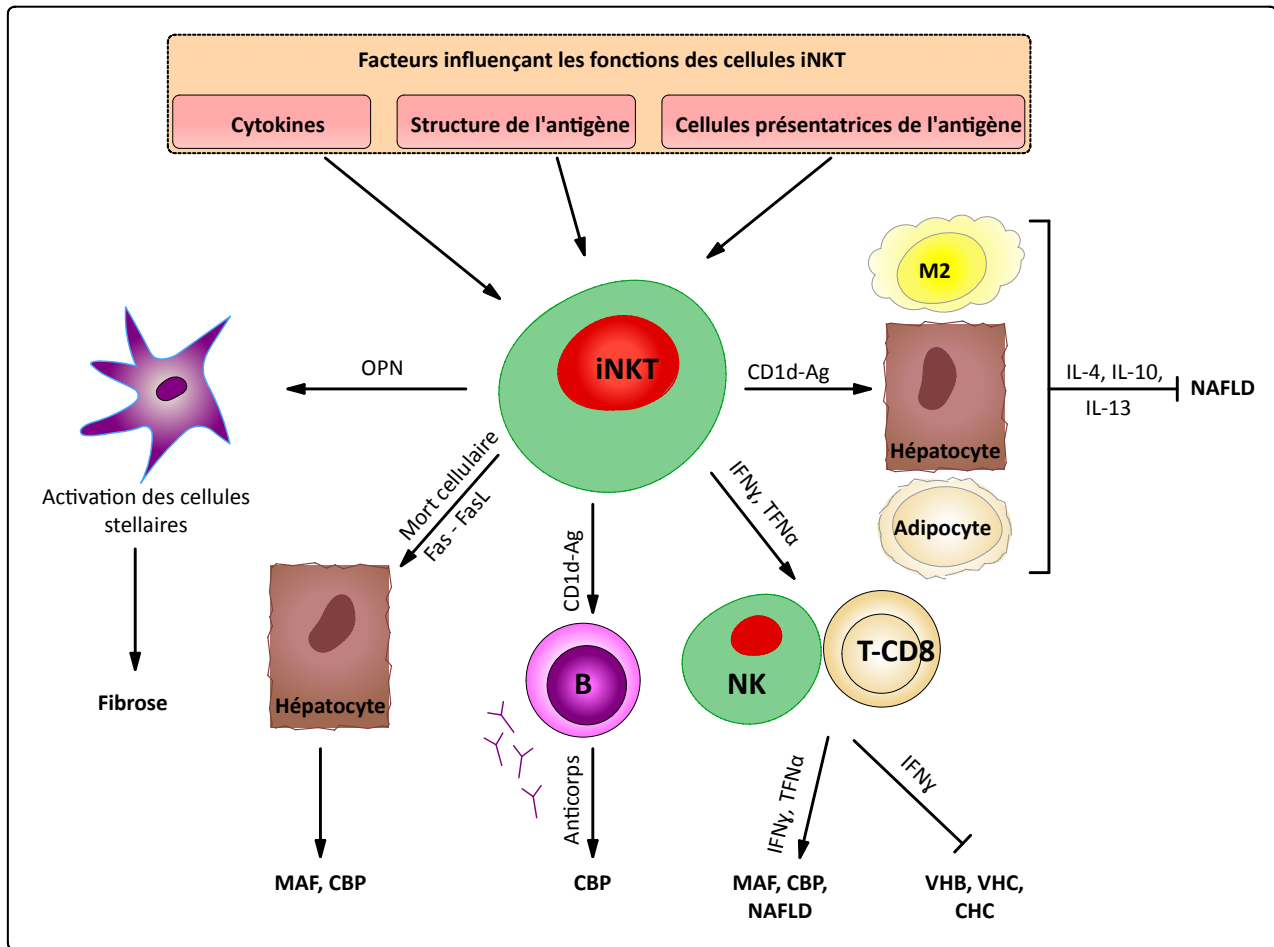 Facteurs influençant les fonctions des cellules iNKT
Cytokines
Structure de l'antigène
Cellules présentatrices de l'antigène
M2
iNKT
OPN
CD1d-Ag
IL-4, IL-10,
IL-13
NAFLD
Hépatocyte
Adipocyte
Activation des cellules
stellaires
Mort cellulaire
Fas - FasL
CD1d-Ag
IFNɣ, TFNα
Fibrose
Hépatocyte
B
NK
T-CD8
Anticorps
IFNɣ, TFNα
IFNɣ
MAF, CBP
CBP
MAF, CBP,
NAFLD
VHB, VHC,
CHC